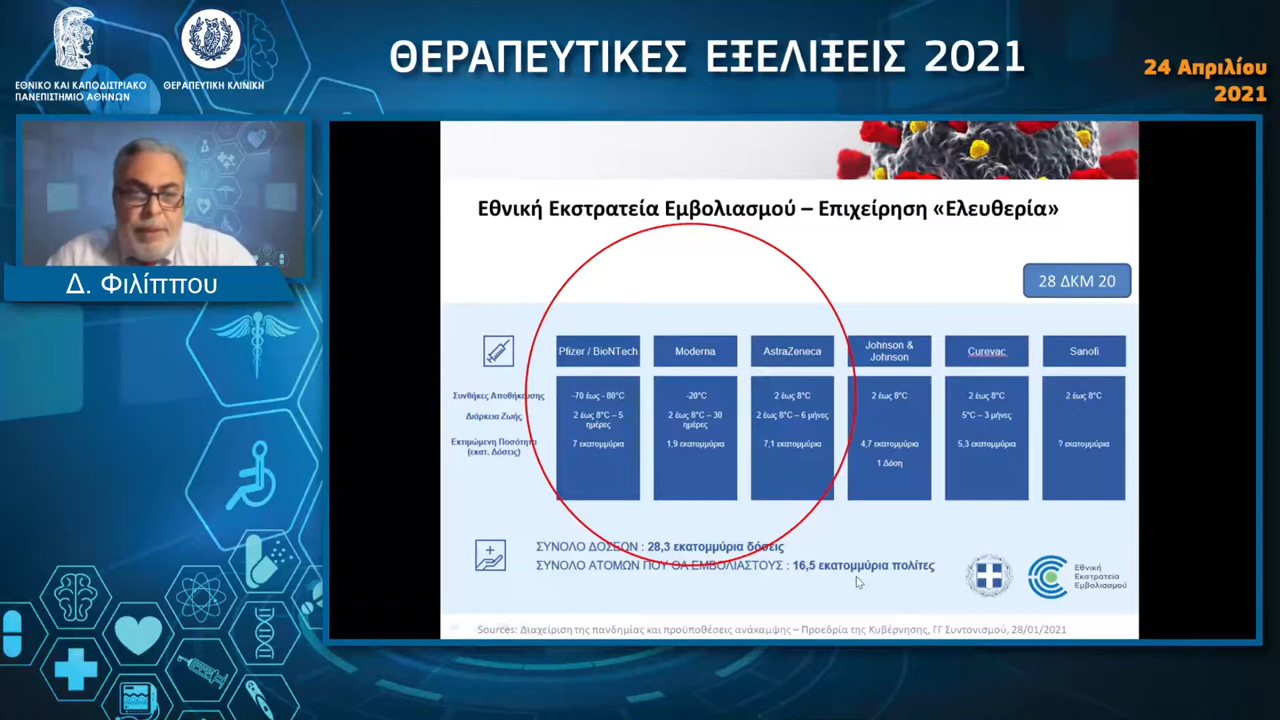 ΕΘΝΙΚΟ ΚΑΙ ΚΑΠΟΔΙΣΤΡΙΑΚΟ
ΠΑΝΕΠΙΣΤΗΜΙΟ ΑΘΗΝΩΝ
ΘΕΡΑΠΕΥΤΙΚΗ ΚΛΙΝΙΚΗ
ΘΕΡΑΠΕΥΤΙΚΕΣ ΕΞΕΛΙΞΕΙΣ 2021
24 Απριλίου
2021
Δ. Φιλίππου
Εθνική Εκστρατεία Εμβολιασμού – Επιχείρηση «Ελευθερία»
28 ΔΚΜ 20
Pfizer / BioNTech
Moderna
AstraZeneca
Johnson &
Johnson
Curevac
Sanofi
Συνθήκες Αποθήκευσης
-70 έως - 80°C
-20°C
2 έως 8°C
2 έως 8°C
2 έως 8°C
2 έως 8°C
Διάρκεια Ζωής
2 έως 8°C – 5
ημέρες
2 έως 8°C – 30
ημέρες
2 έως 8°C – 6 μήνες
5°C – 3 μήνες
Εκτιμώμενη Ποσότητα
(εκατ. Δόσεις)
7 εκατομμύρια
1,9 εκατομμύρια
7,1 εκατομμύρια
4,7 εκατομμύρια
1 Δόση
5,3 εκατομμύρια
? εκατομμύρια
ΣΥΝΟΛΟ ΔΟΣΕΩΝ : 28,3 εκατομμύρια δόσεις
ΣΥΝΟΛΟ ΑΤΟΜΩΝ ΠΟΥ ΘΑ ΕΜΒΟΛΙΑΣΤΟΥΣ : 16,5 εκατομμύρια πολίτες
Εθνική
Εκστρατεία
Εμβολιασμού
Sources: Διαχείριση της πανδημίας και προϋποθέσεις ανάκαμψης – Προεδρία της Κυβέρνησης, ΓΓ Συντονισμού, 28/01/2021